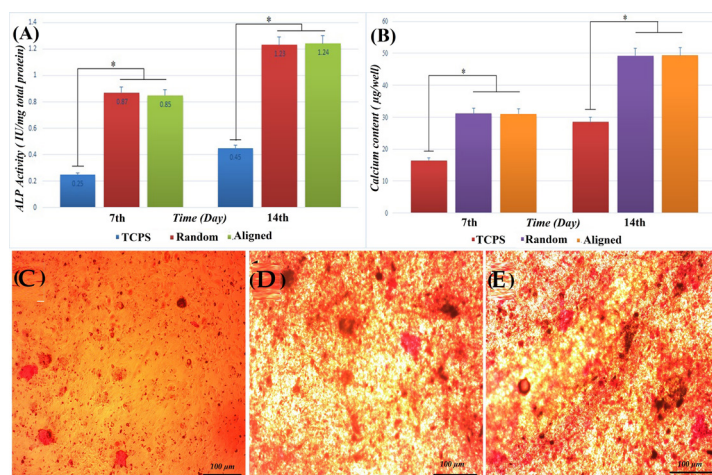 (A)
ALP Activity ( IU/mg total protein)
1.4
1.2
1
0.8
0.6
0.4
0.2
0
*
*
0.25
0.87
0.85
0.45
1.23
1.24
7th Time (Day) 14th
TCPS Random Aligned
(B)
Calcium content ( µg/well)
60
50
40
30
20
10
0
*
*
7th Time (Day) 14th
TCPS Random Aligned
(C)
100 µm
(D)
100 µm
(E)
100 µm